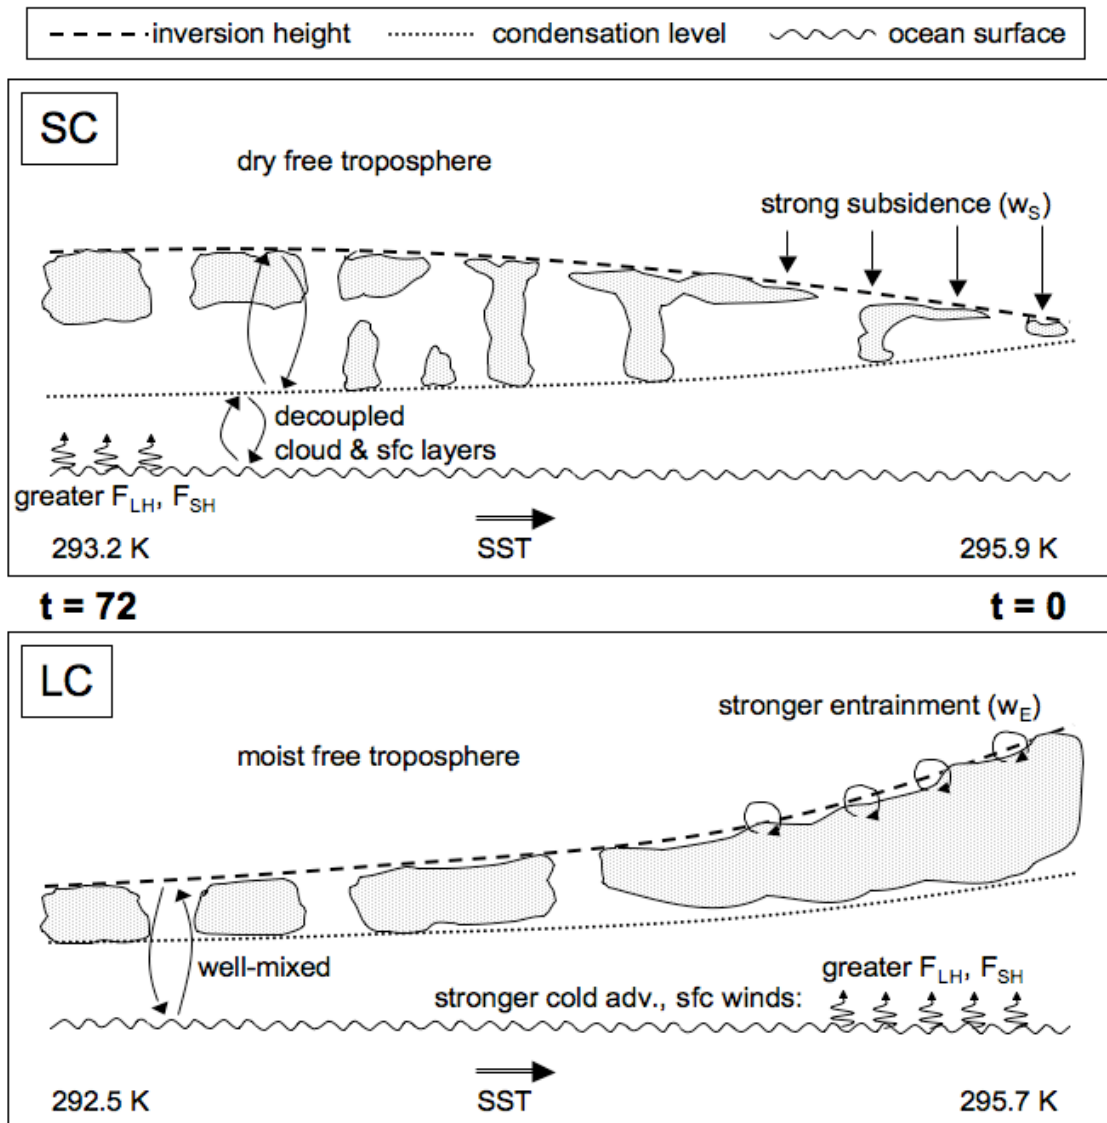 inversion height condensation level ocean surface
SC
dry free troposphere
strong subsidence (wS)
decoupled
cloud & sfc layers
greater FLH, FSH
293.2 K SST 295.9 K
t = 72 t = 0
LC
stronger entrainment (wE)
moist free troposphere
well-mixed
greater FLH, FSH
stronger cold adv., sfc winds:
292.5 K SST 295.7 K